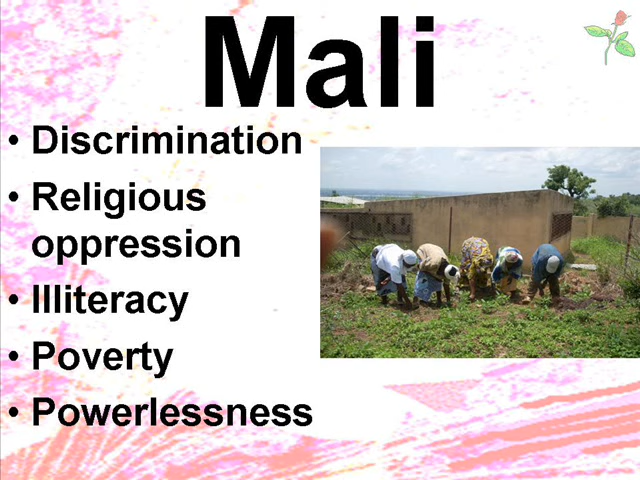 Mali
• Discrimination
• Religious
oppression
• Illiteracy
• Poverty
• Powerlessness